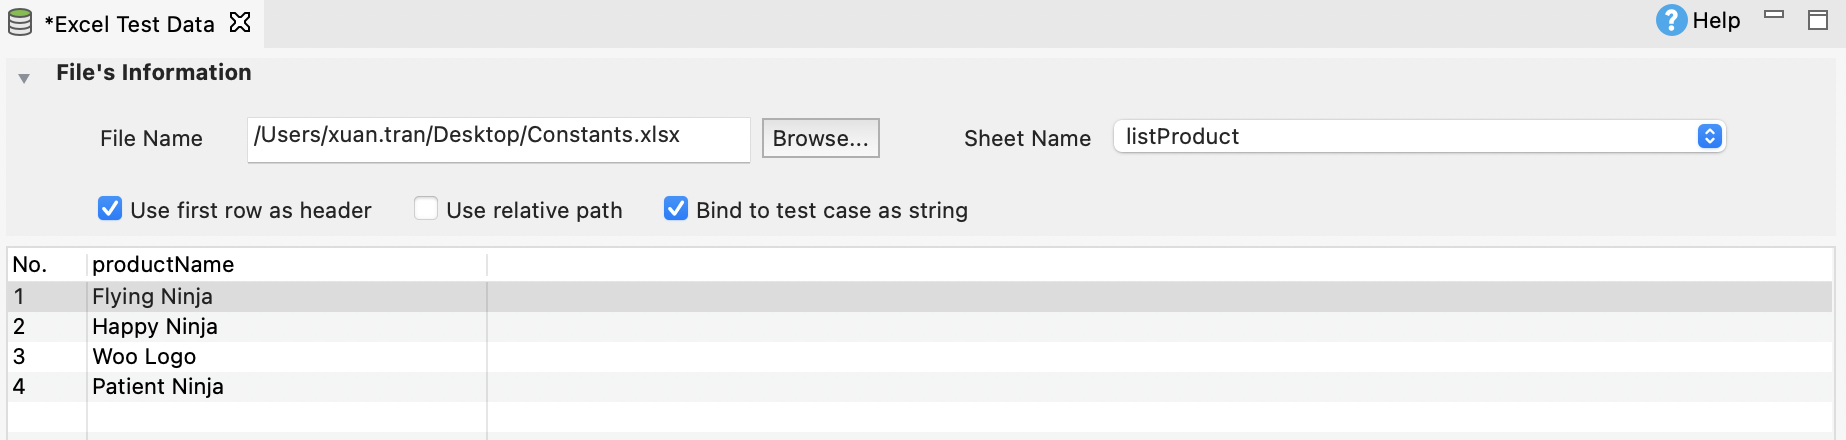 *Excel Test Data
? Help
File's Information
File Name /Users/xuan.tran/Desktop/Constants.xlsx Browse... Sheet Name listProduct
Use first row as header Use relative path Bind to test case as string
No. productName
1 Flying Ninja
2 Happy Ninja
3 Woo Logo
4 Patient Ninja